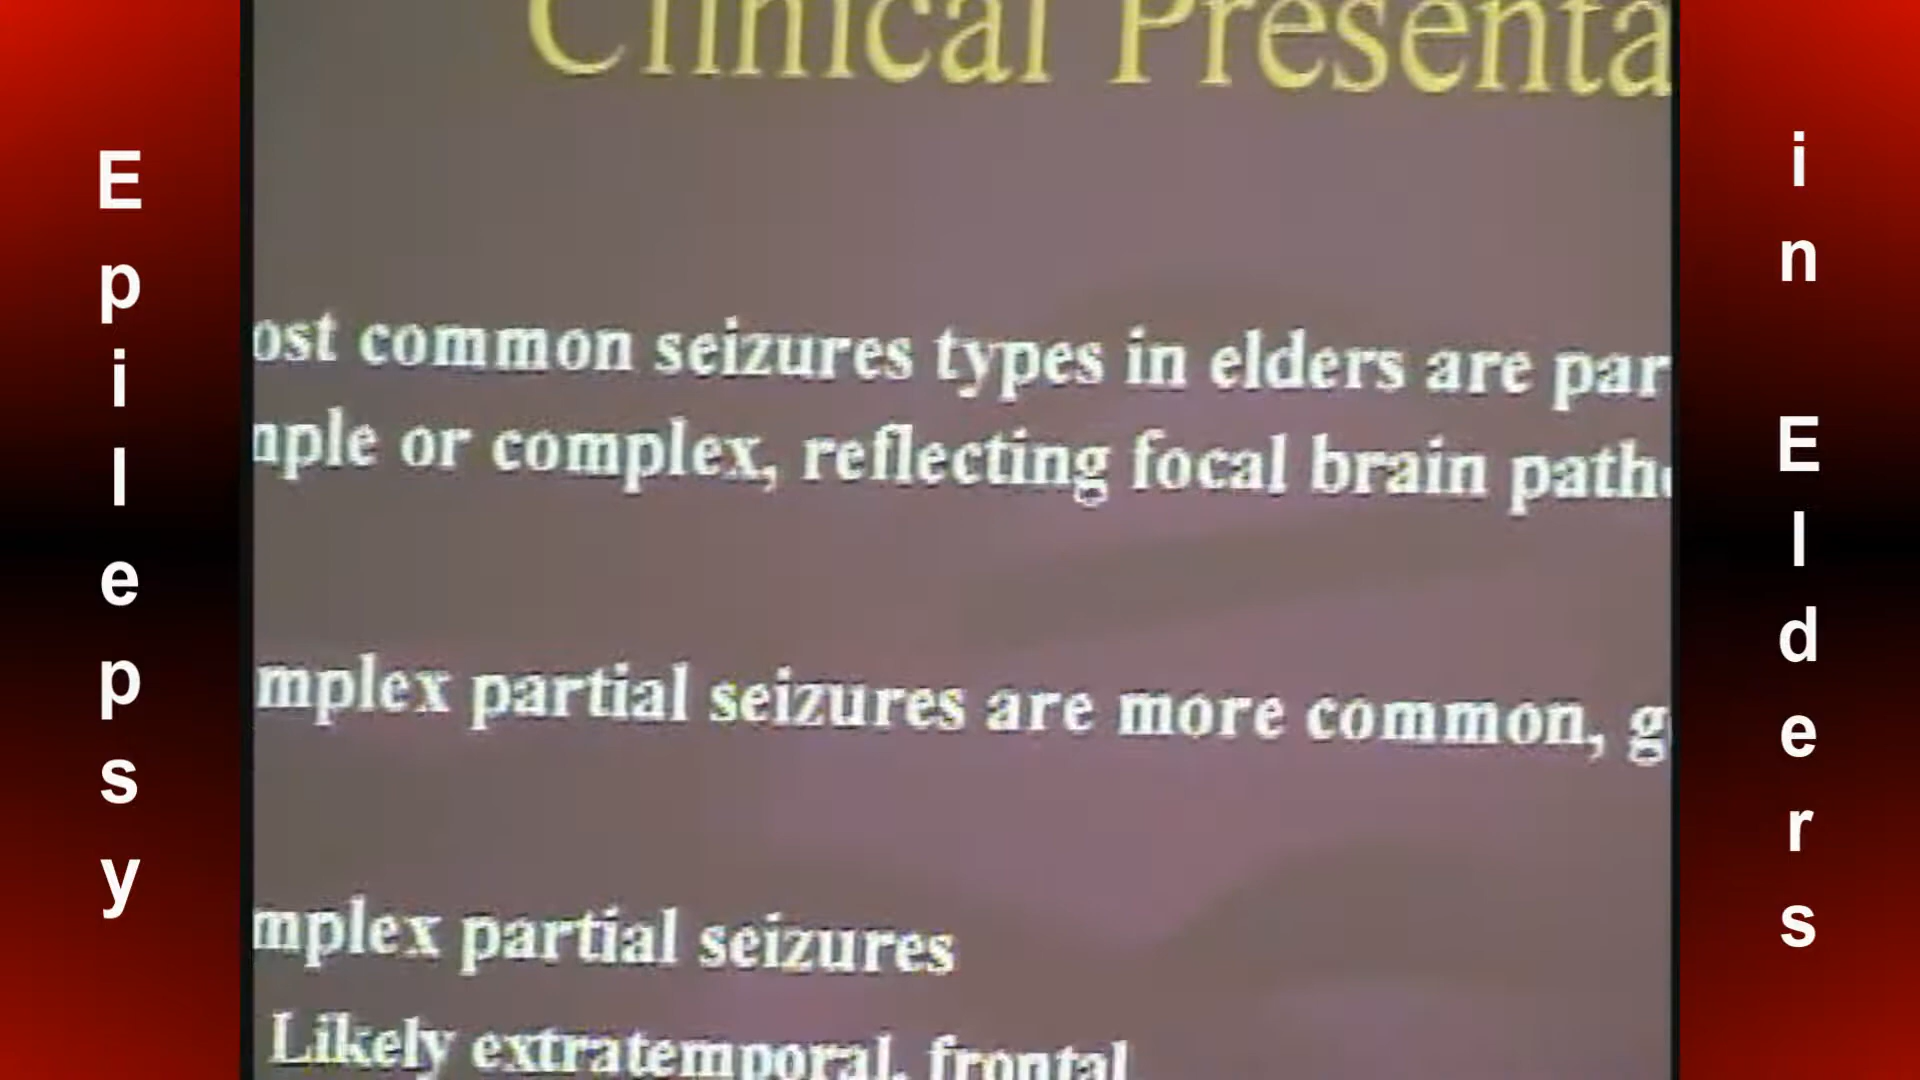 Epilepsy
Clinical Presenta
ost common seizures types in elders are par
nple or complex, reflecting focal brain path
mplex partial seizures are more common, g
mplex partial seizures
Likely extratemporal, frontal
in Elders